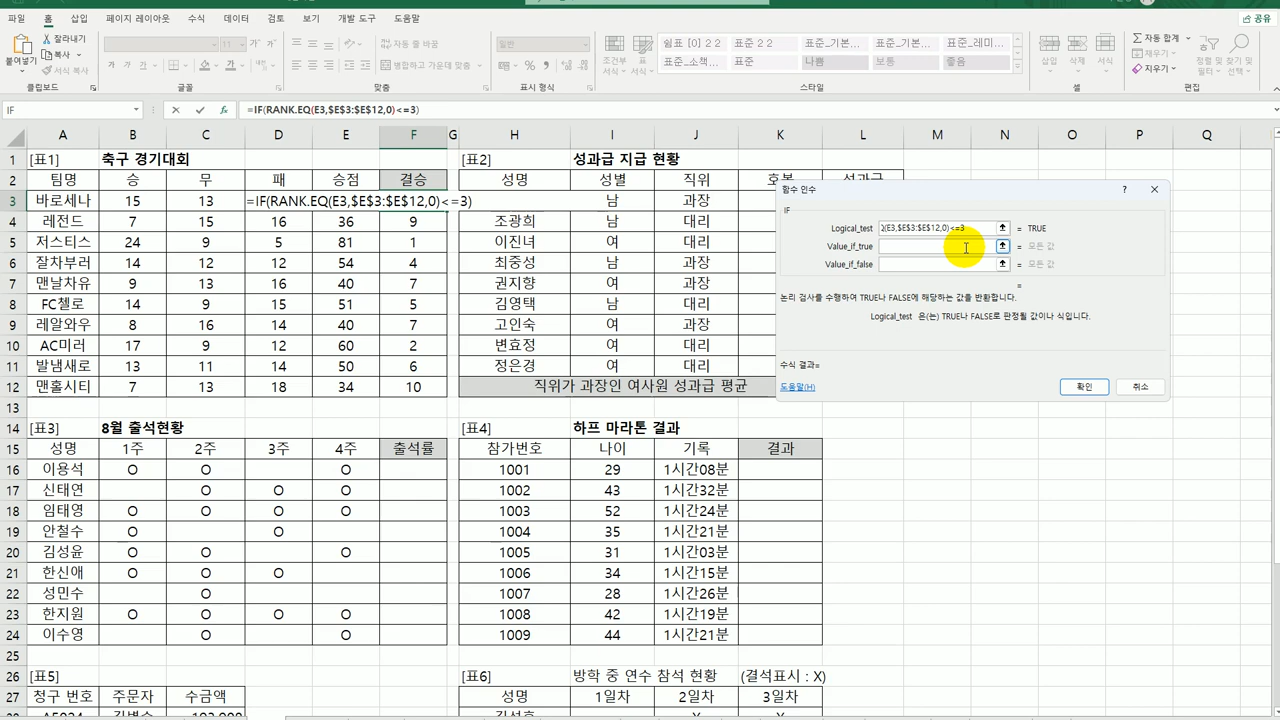 파일 홈 삽입 페이지 레이아웃 수식 데이터 검토 보기 개발 도구 도움말 공유
붙여넣기 잘라내기 복사 서식 복사 클립보드
가 가 가 글꼴
자동 줄 바꿈 병합하고 가운데 맞춤 맞춤
일반 표시 형식
조건부 서식 표 서식
쉼표 [0] 2 2 표준 2 2 표준_기본... 표준_기본... 표준_레미...
표준_소책... 표준 나쁨 보통 좋음
스타일
삽입 삭제 서식 셀
자동 합계 채우기 지우기 정렬 및 필터 찾기 및 선택 편집
IF =IF(RANK.EQ(E3,$E$3:$E$12,0)<=3)
A B C D E F G H I J K L M N O P Q
1 [표1] 축구 경기대회 [표2] 성과급 지급 현황
2 팀명 승 무 패 승점 결승 성명 성별 직위 호봉 성과급
3 바로세나 15 13 =IF(RANK.EQ(E3,$E$3:$E$12,0)<=3) 남 과장
4 레전드 7 15 16 36 9 조광희 남 대리
5 저스티스 24 9 5 81 1 이진녀 여 대리
6 잘차부러 14 12 12 54 4 최중성 남 대리
7 맨날차유 9 13 16 40 7 권지향 여 과장
8 FC첼로 14 9 15 51 5 김영택 남 대리
9 레알와우 8 16 14 40 7 고인숙 여 과장
10 AC미러 17 9 12 60 2 변효정 여 대리
11 발냄새로 13 11 14 50 6 정은경 여 대리
12 맨홀시티 7 13 18 34 10 직위가 과장인 여사원 성과급 평균
13
14 [표3] 8월 출석현황 [표4] 하프 마라톤 결과
15 성명 1주 2주 3주 4주 출석률 참가번호 나이 기록 결과
16 이용석 O O O 1001 29 1시간08분
17 신태연 O O O 1002 43 1시간32분
18 임태영 O O O O 1003 52 1시간24분
19 안철수 O O 1004 35 1시간21분
20 김성윤 O O O 1005 31 1시간03분
21 한신애 O O O 1006 34 1시간15분
22 성민수 O 1007 28 1시간26분
23 한지원 O O O O 1008 42 1시간19분
24 이수영 O O 1009 44 1시간21분
25
26 [표5] [표6] 방학 중 연수 참석 현황 (결석표시 : X)
27 청구 번호 주문자 수금액 성명 1일차 2일차 3일차
함수 인수 ?
IF
Logical_test Q(E3,$E$3:$E$12,0)<=3 = TRUE
Value_if_true = 모든 값
Value_if_false = 모든 값
=
논리 검사를 수행하여 TRUE나 FALSE에 해당하는 값을 반환합니다.
Logical_test 은(는) TRUE나 FALSE로 판정될 값이나 식입니다.
수식 결과=
도움말(H) 확인 취소